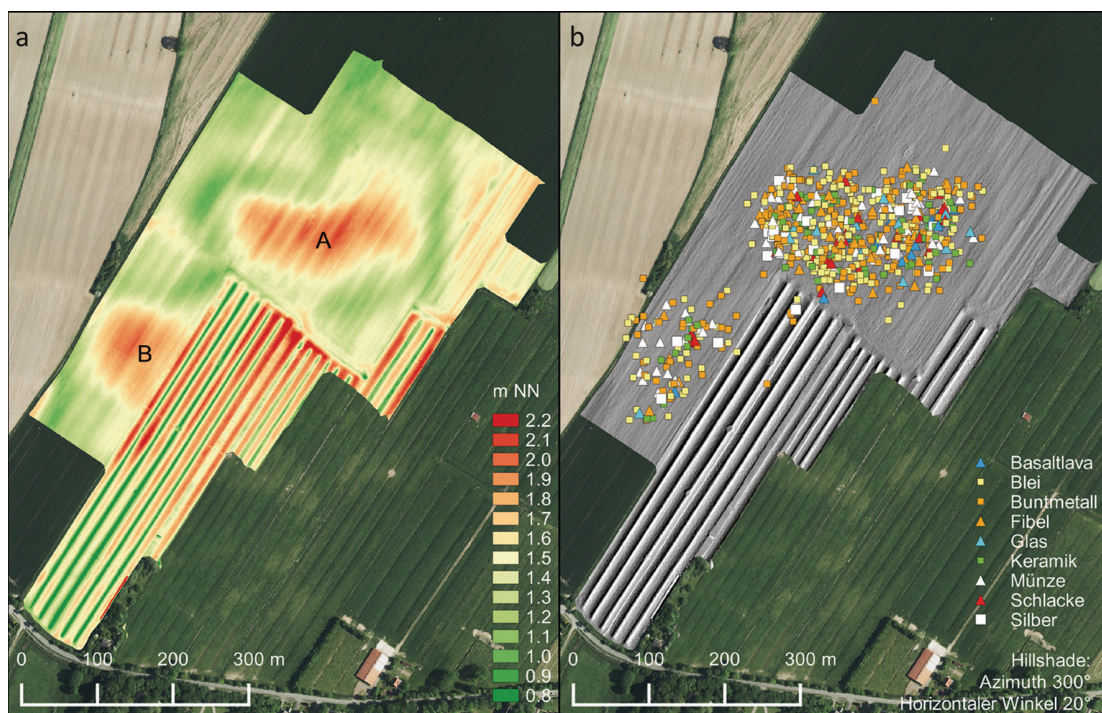 a
A
B
m NN
2.2
2.1
2.0
1.9
1.8
1.7
1.6
1.5
1.4
1.3
1.2
1.1
1.0
0.9
0.8
0 100 200 300 m
b
Basaltlava
Blei
Buntmetall
Fibel
Glas
Keramik
Münze
Schlacke
Silber
Hillshade:
Azimuth 300°
Horizontaler Winkel 20°
0 100 200 300 m